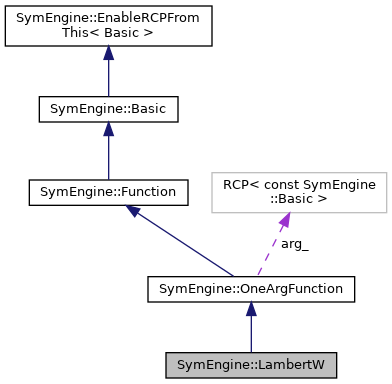 SymEngine::EnableRCPFrom
This< Basic >
SymEngine::Basic
SymEngine::Function
RCP< const SymEngine
::Basic >
arg_
SymEngine::OneArgFunction
SymEngine::LambertW